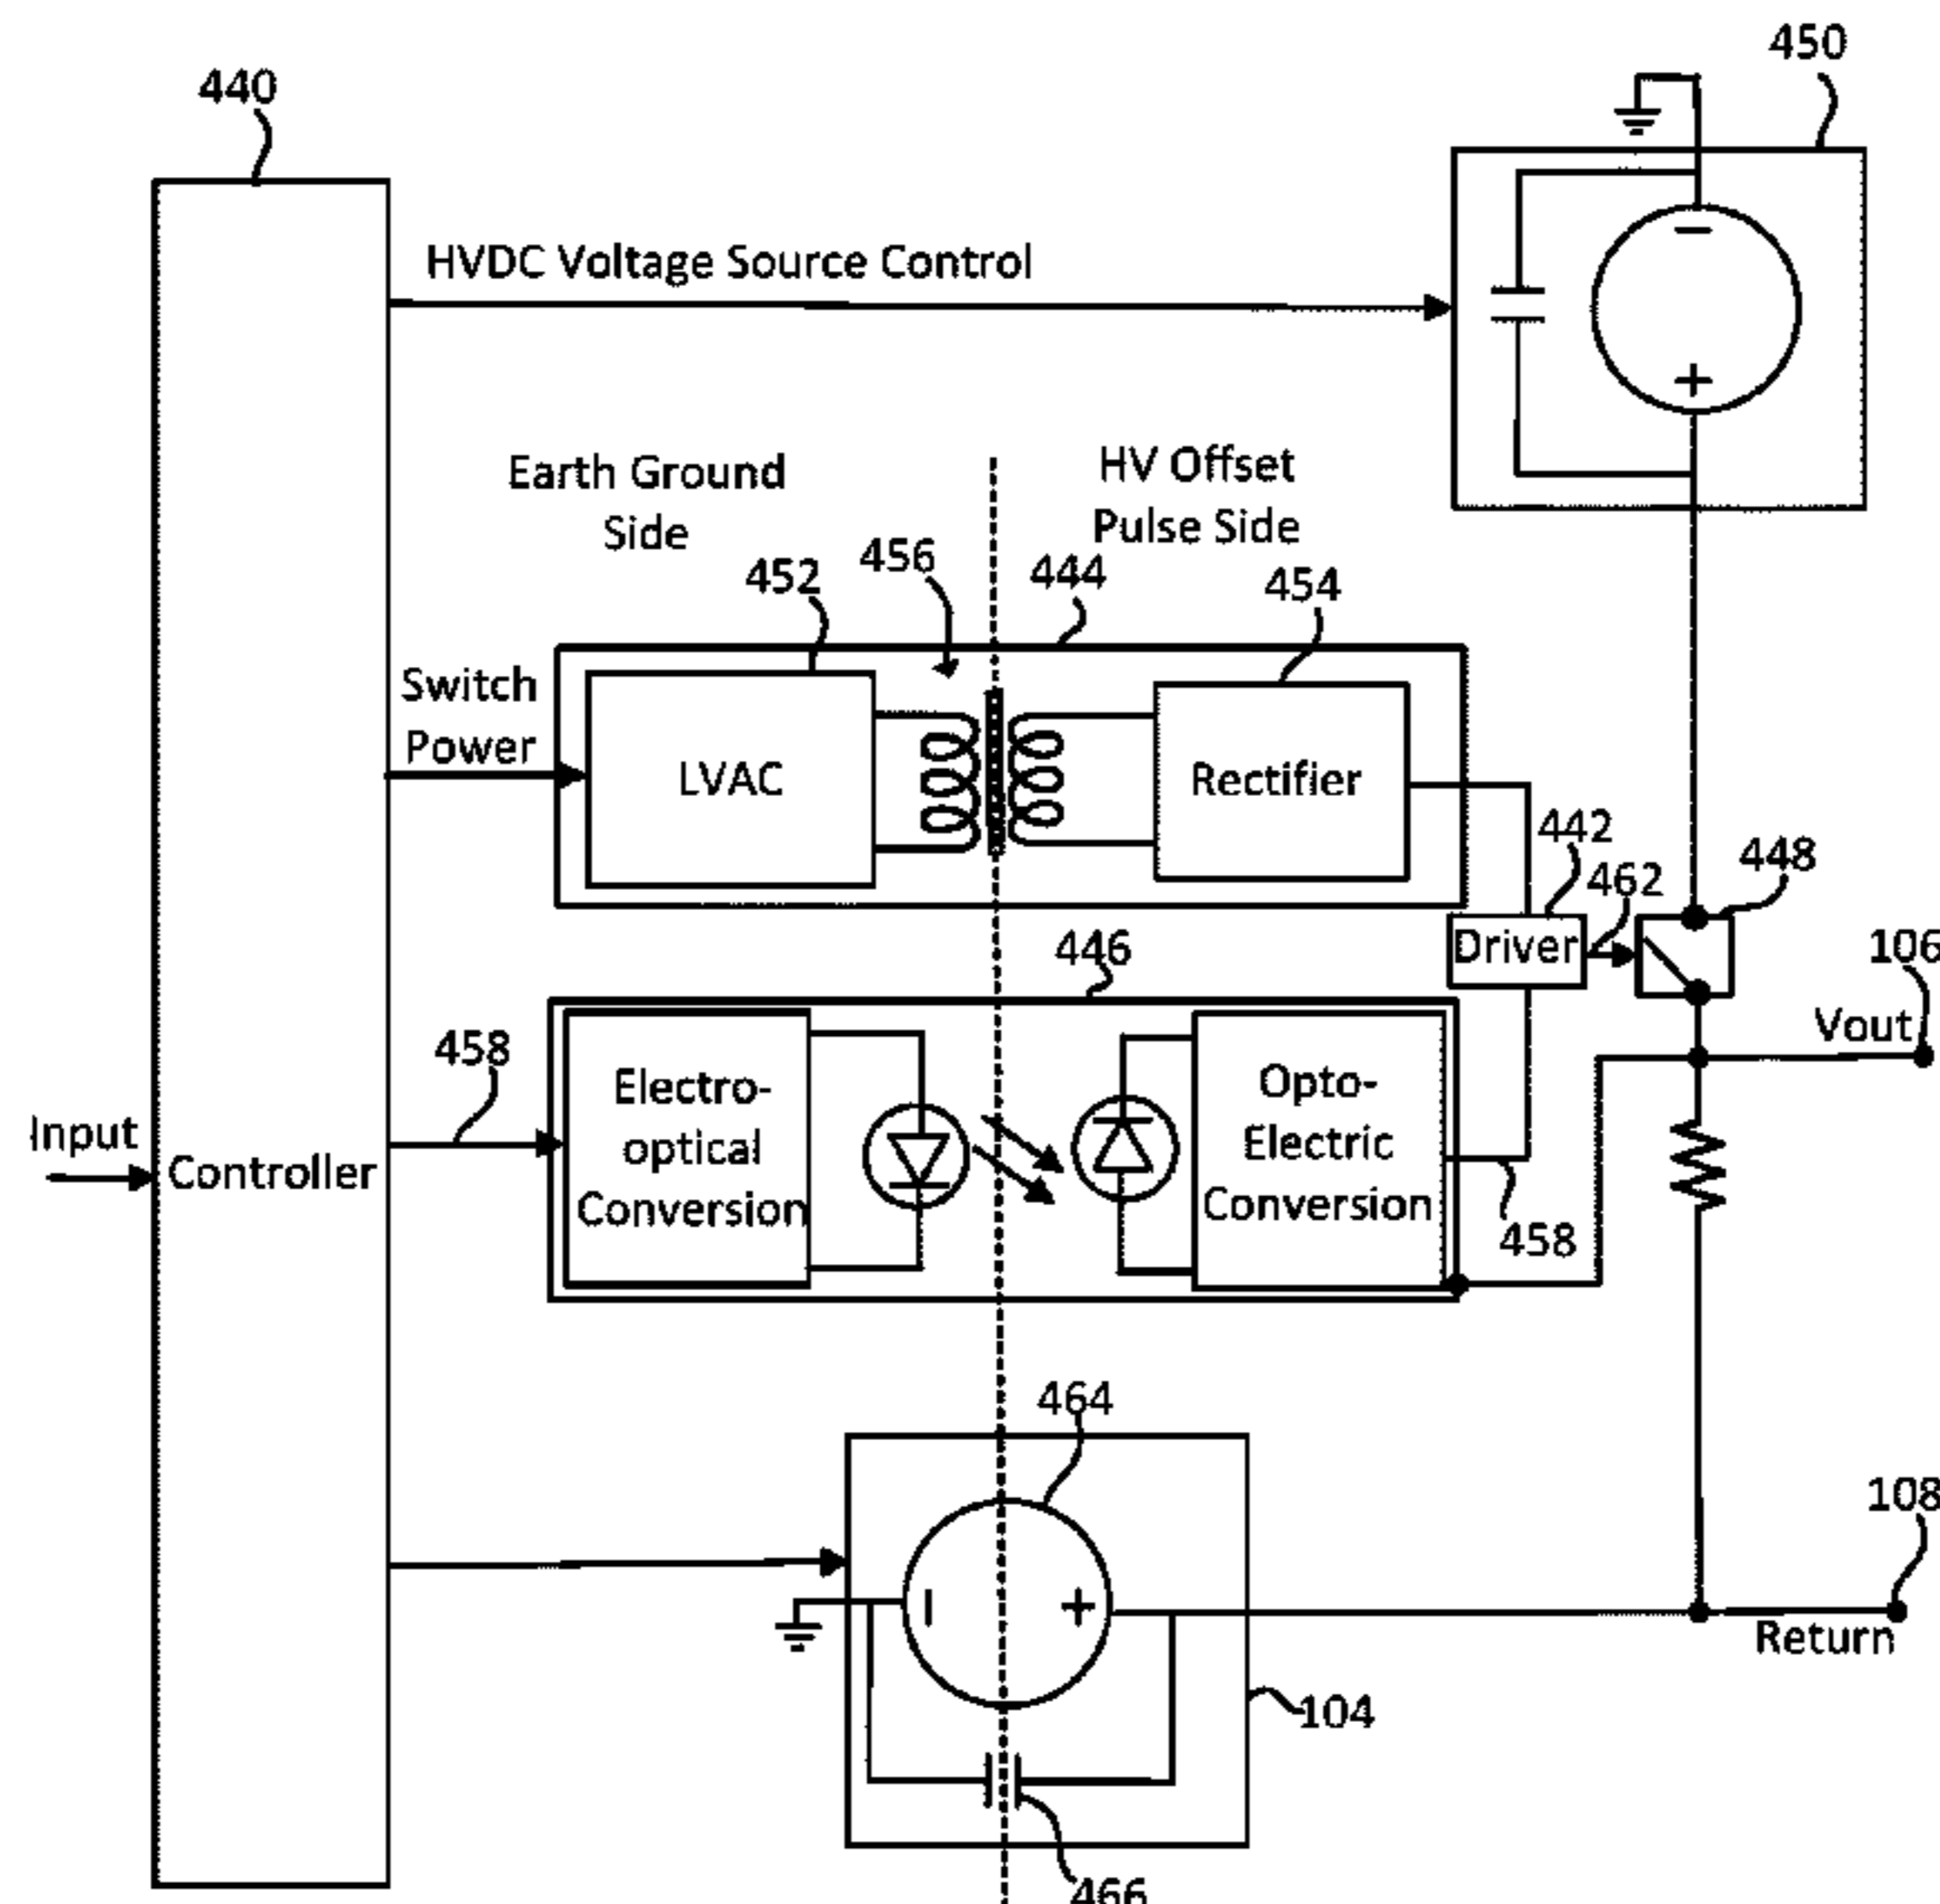 450
440
HVDC Voltage Source Control
Earth Ground
Side
HV Offset
Pulse Side
456
444
452
454
Switch
Power
LVAC
Rectifier
442
448
462
Driver
106
446
Vout
458
Electro-
optical
Conversion
Opto-
Electric
Conversion
Input
Controller
458
464
108
Return
104
466